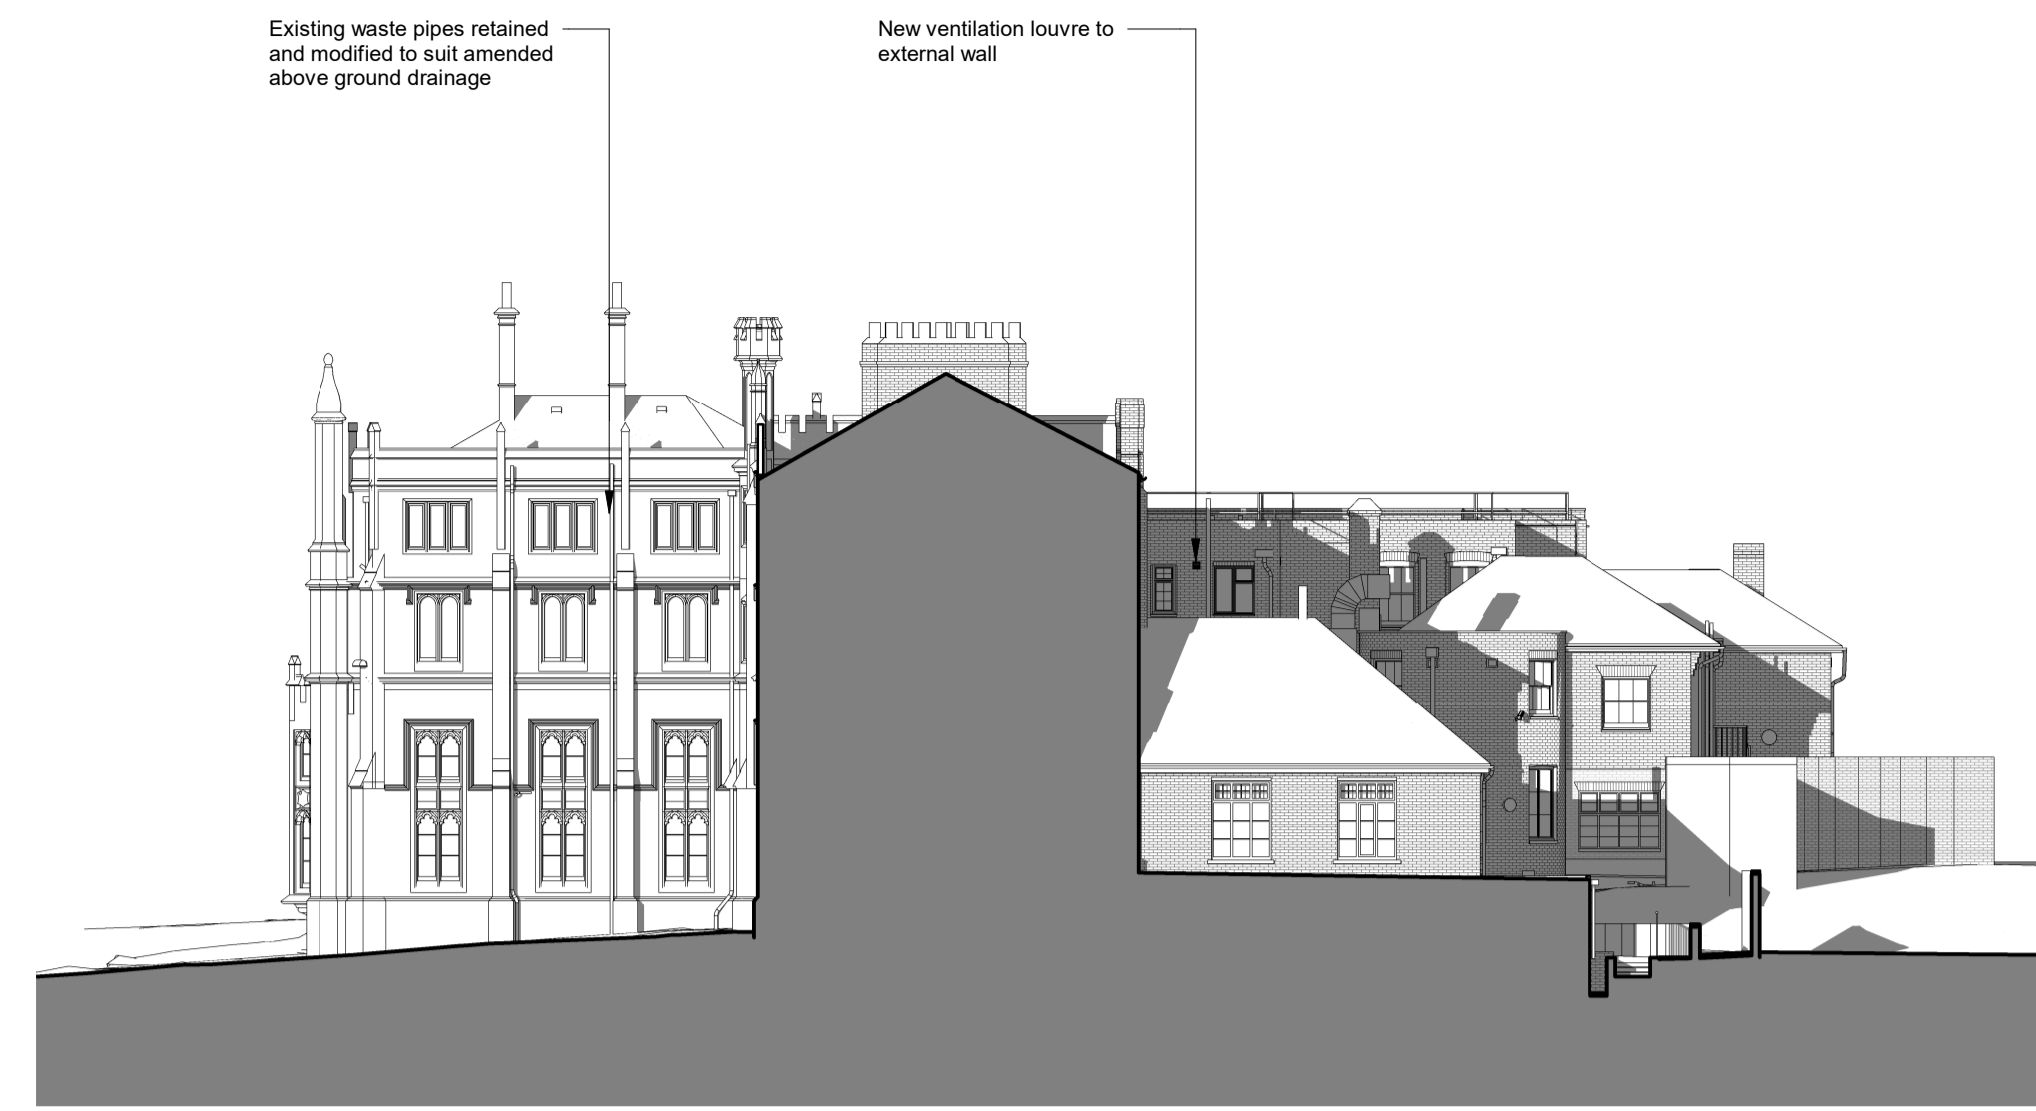 Existing waste pipes retained
and modified to suit amended
above ground drainage
New ventilation louvre to
external wall